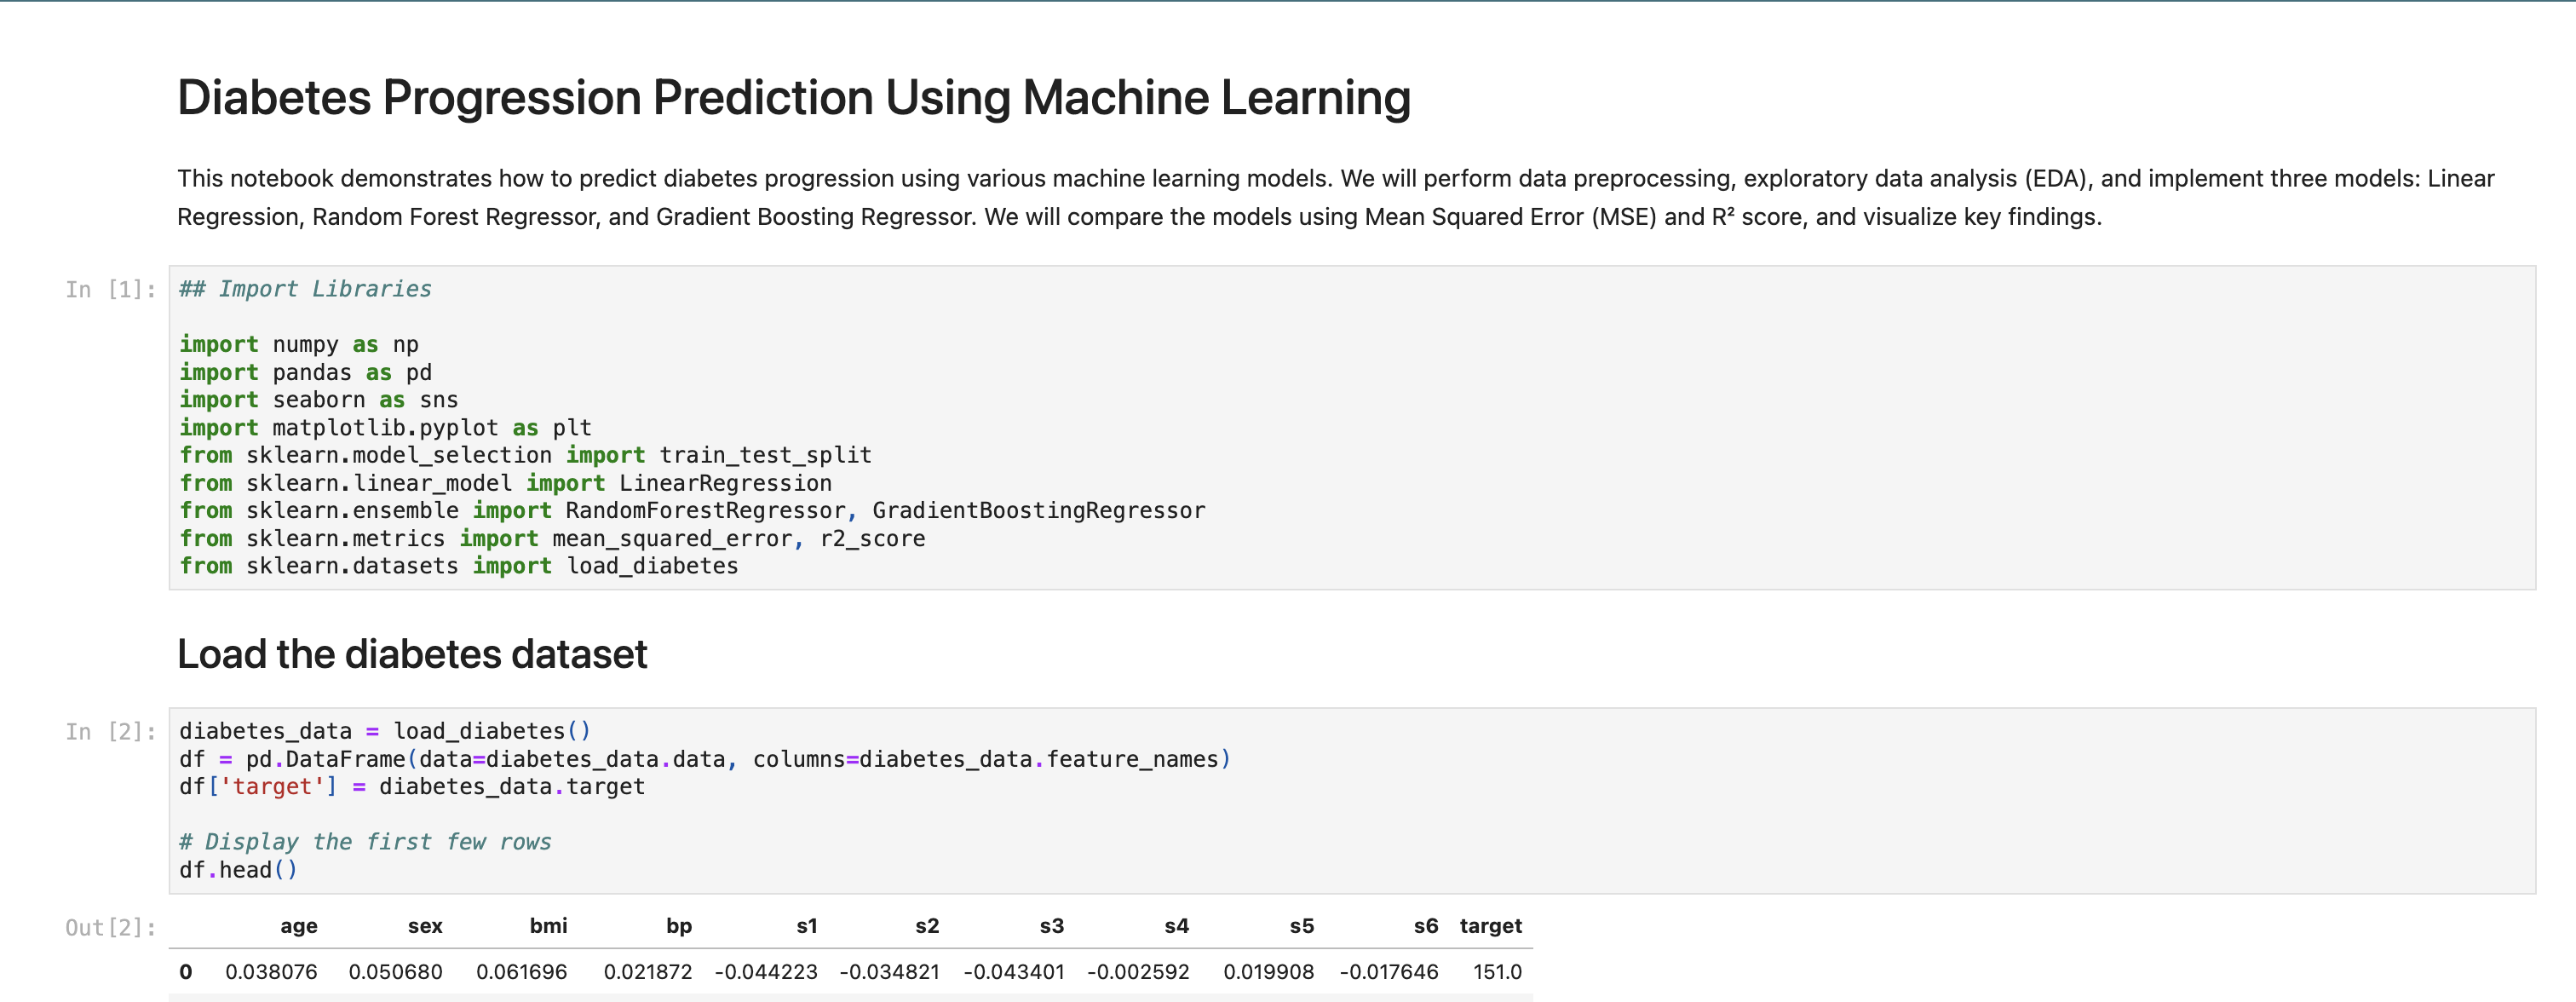 Diabetes Progression Prediction Using Machine Learning
This notebook demonstrates how to predict diabetes progression using various machine learning models. We will perform data preprocessing, exploratory data analysis (EDA), and implement three models: Linear
Regression, Random Forest Regressor, and Gradient Boosting Regressor. We will compare the models using Mean Squared Error (MSE) and R² score, and visualize key findings.
In [1]: ## Import Libraries
import numpy as np
import pandas as pd
import seaborn as sns
import matplotlib.pyplot as plt
from sklearn.model_selection import train_test_split
from sklearn.linear_model import LinearRegression
from sklearn.ensemble import RandomForestRegressor, GradientBoostingRegressor
from sklearn.metrics import mean_squared_error, r2_score
from sklearn.datasets import load_diabetes
Load the diabetes dataset
In [2]: diabetes_data = load_diabetes()
df = pd.DataFrame(data=diabetes_data.data, columns=diabetes_data.feature_names)
df['target'] = diabetes_data.target
# Display the first few rows
df.head()
Out[2]: age sex bmi bp s1 s2 s3 s4 s5 s6 target
0 0.038076 0.050680 0.061696 0.021872 -0.044223 -0.034821 -0.043401 -0.002592 0.019908 -0.017646 151.0